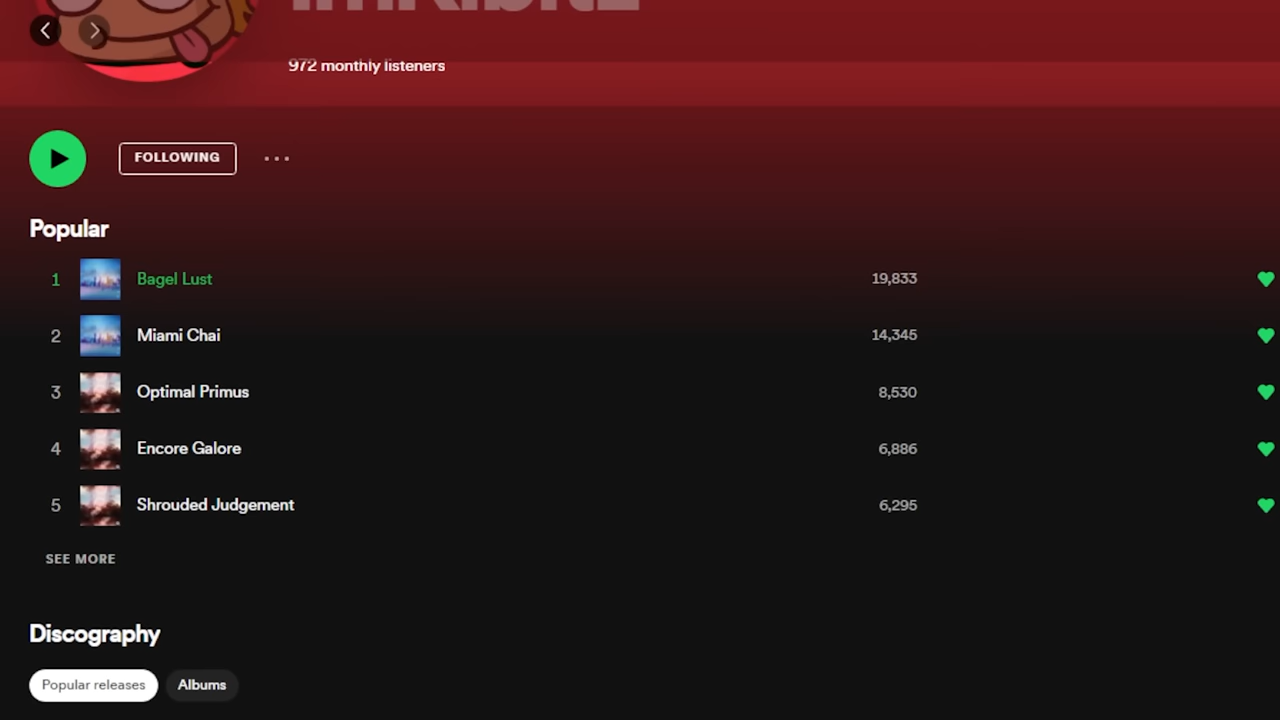 972 monthly listeners
FOLLOWING
Popular
1 Bagel Lust 19,833
2 Miami Chai 14,345
3 Optimal Primus 8,530
4 Encore Galore 6,886
5 Shrouded Judgement 6,295
SEE MORE
Discography
Popular releases Albums